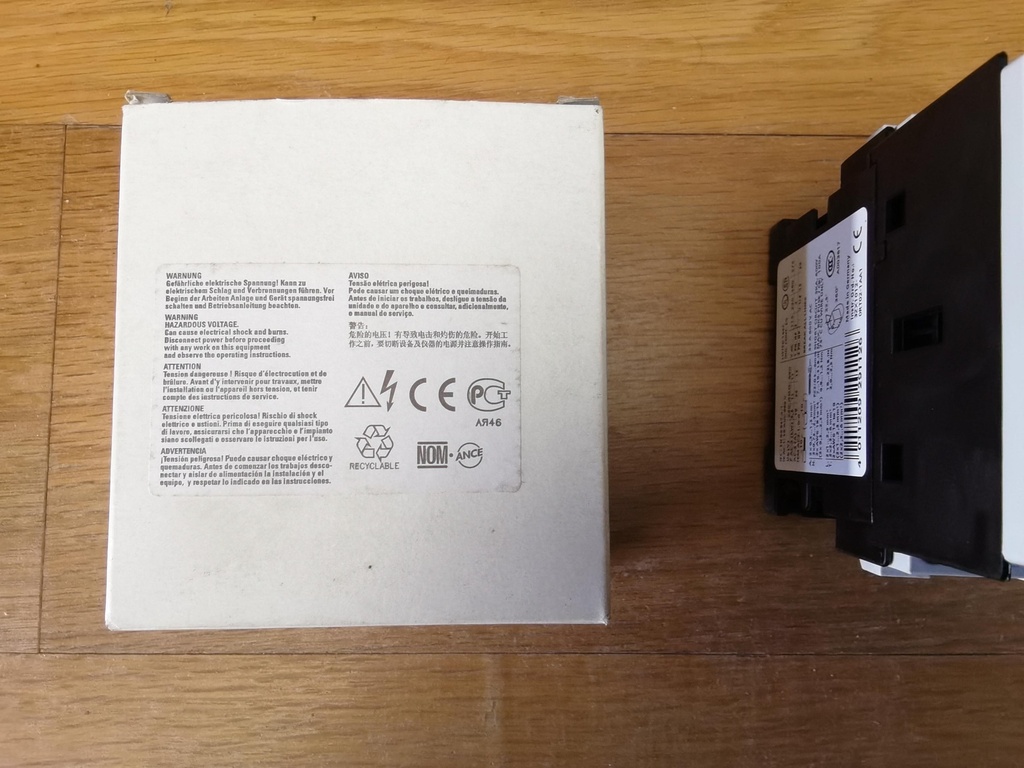 WARNUNG
Gefährliche elektrische Spannung! Kann zu
elektrischem Schlag und Verbrennungen führen. Vor
Beginn der Arbeiten Anlage und Gerät spannungsfrei
schalten und Betriebsanleitung beachten.
WARNING
HAZARDOUS VOLTAGE.
Can cause electrical shock and burns.
Disconnect power before proceeding
with any work on this equipment
and observe the operating instructions.
ATTENTION
Tension dangereuse ! Risque d'électrocution et de
brûlure. Avant d'y intervenir pour travaux, mettre
l'installation ou l'appareil hors tension, et tenir
compte des instructions de service.
ATTENZIONE
Tensione elettrica pericolosa! Rischio di shock
elettrico e ustioni. Prima di eseguire qualsiasi tipo
di lavoro, assicurarsi che l'apparecchio e l'impianto
siano scollegati e osservare le istruzioni per l'uso.
ADVERTENCIA
¡Tensión peligrosa! Puede causar choque eléctrico y
quemaduras. Antes de comenzar los trabajos desco-
nectar y aislar de alimentación la instalación y el
equipo, y respetar lo indicado en las instrucciones.
AVISO
Tensão elétrica perigosa!
Pode causar um choque elétrico e queimaduras.
Antes de iniciar os trabalhos, desligue a tensão da
unidade e do aparelho e consultar, adicionalmente,
o manual do serviço.
警告:
危险的电压!有导致电击和灼伤的危险。开始工
作之前,要切断设备及仪器的电源并注意操作指南。
CE
РСТ
АЯ46
RECYCLABLE
NOM-ANCE
CE
Made in Germany
4 011209 291126